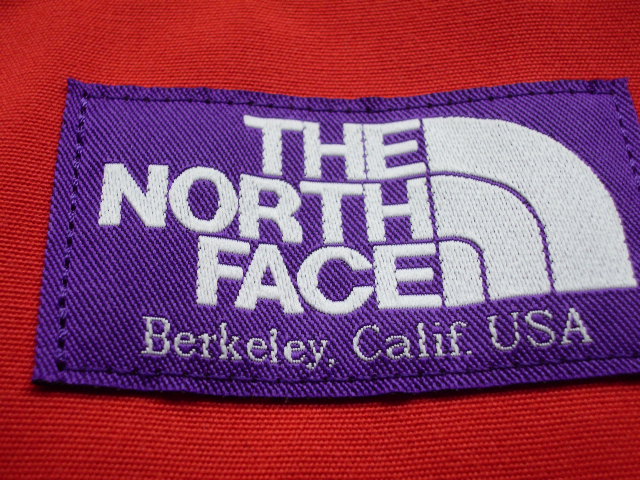 THE
NORTH
FACE
Berkeley, Calif. USA